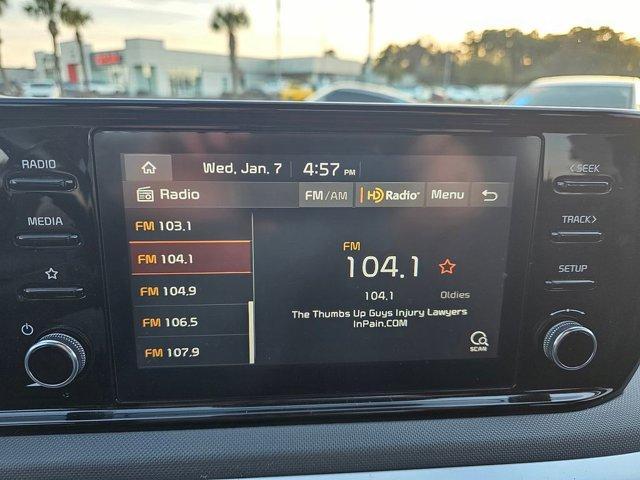 RADIO
MEDIA
Wed, Jan. 7 4:57 PM
Radio FM/AM HD Radio Menu
FM 103.1
FM 104.1
FM 104.9
FM 106.5
FM 107.9
FM
104.1
104.1 Oldies
The Thumbs Up Guys Injury Lawyers
InPain.COM
SCAN
<SEEK
TRACK>
SETUP